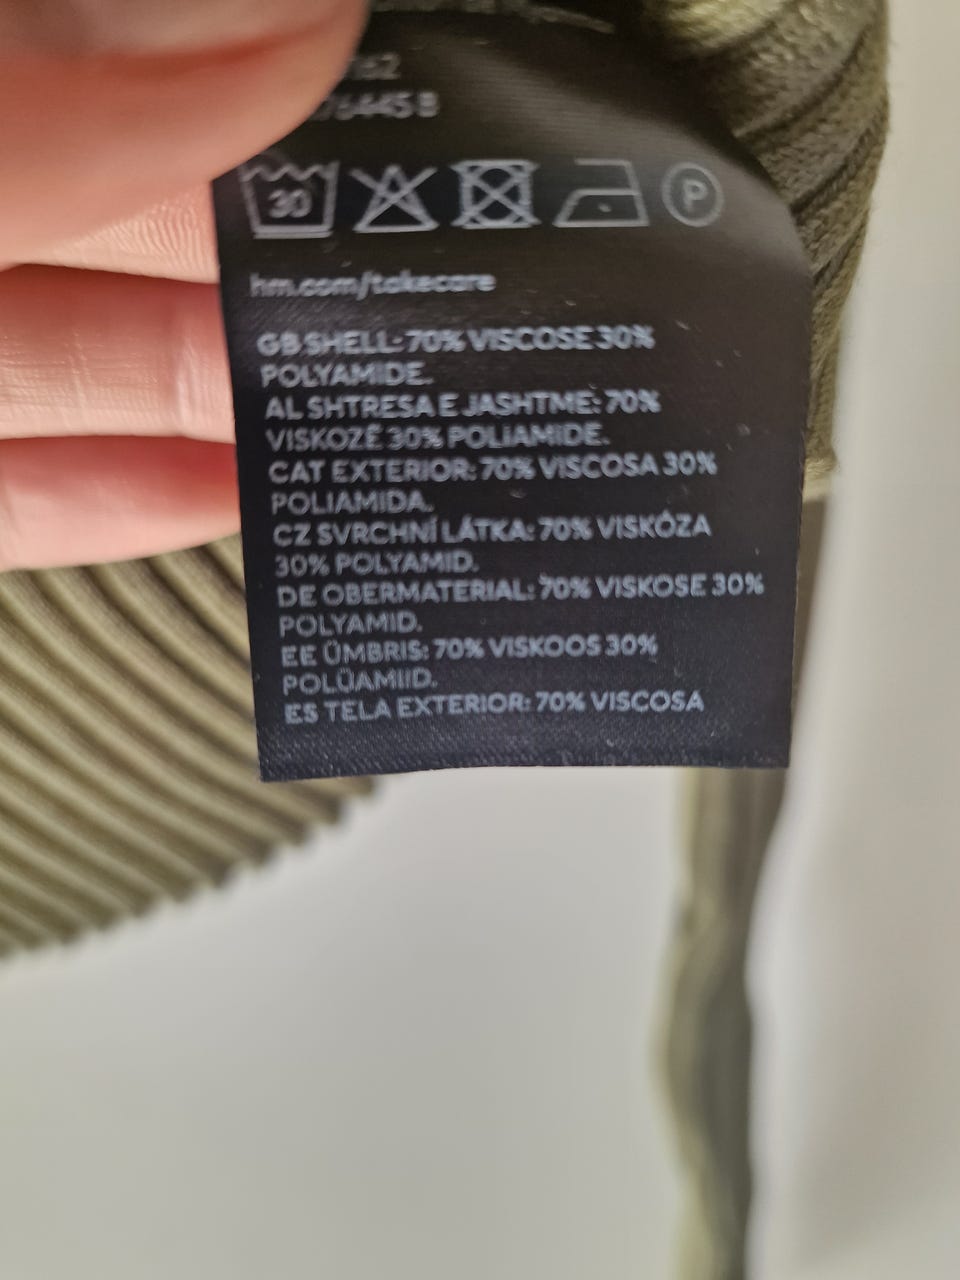 30
P
hm.com/takecare
GB SHELL: 70% VISCOSE 30%
POLYAMIDE.
AL SHTRESA E JASHTME: 70%
VISKOZË 30% POLIAMIDE.
CAT EXTERIOR: 70% VISCOSA 30%
POLIAMIDA.
CZ SVRCHNÍ LÁTKA: 70% VISKÓZA
30% POLYAMID.
DE OBERMATERIAL: 70% VISKOSE 30%
POLYAMID.
EE ÜMBRIS: 70% VISKOOS 30%
POLÜAMIID.
ES TELA EXTERIOR: 70% VISCOSA